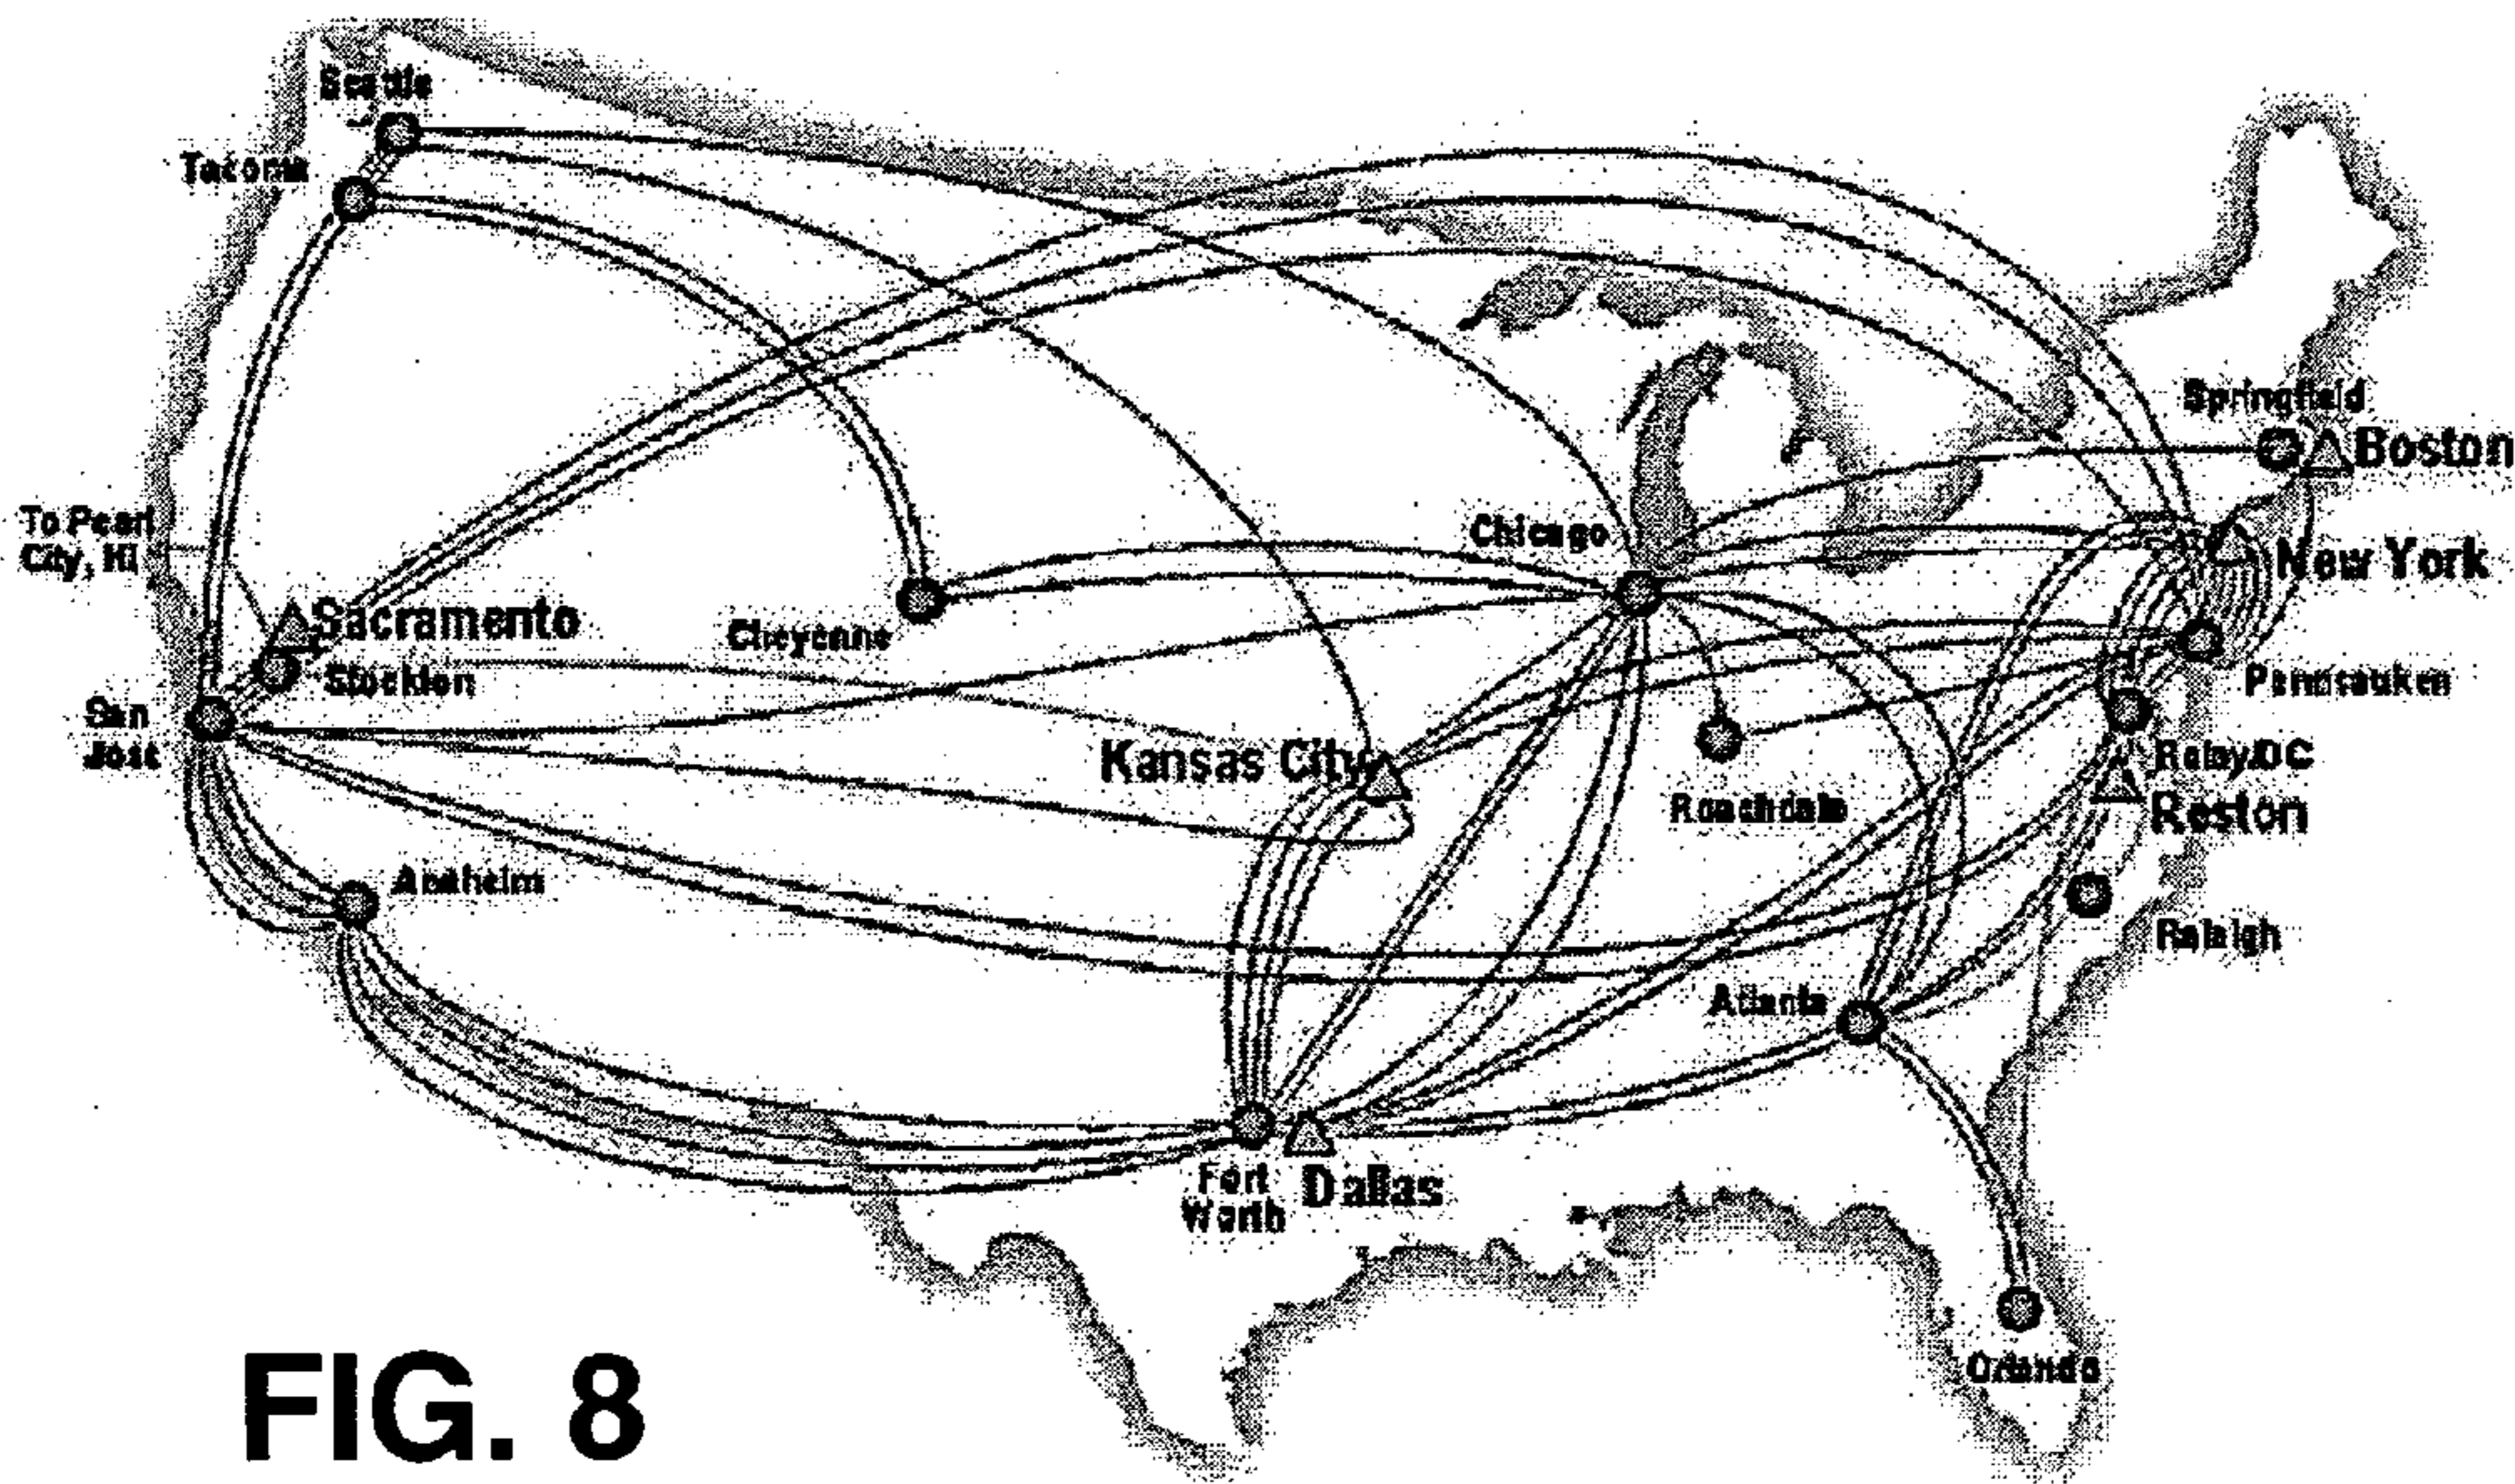 Seattle
Tacoma
Springfield
Boston
To Pearl
City, HI
Chicago
New York
Sacramento
Cheyenne
Stockton
Pennsauken
San
Jose
Kansas City
Relay/DC
Roachdale
Reston
Anaheim
Raleigh
Atlanta
Fort
Worth
Dallas
Orlando
FIG. 8